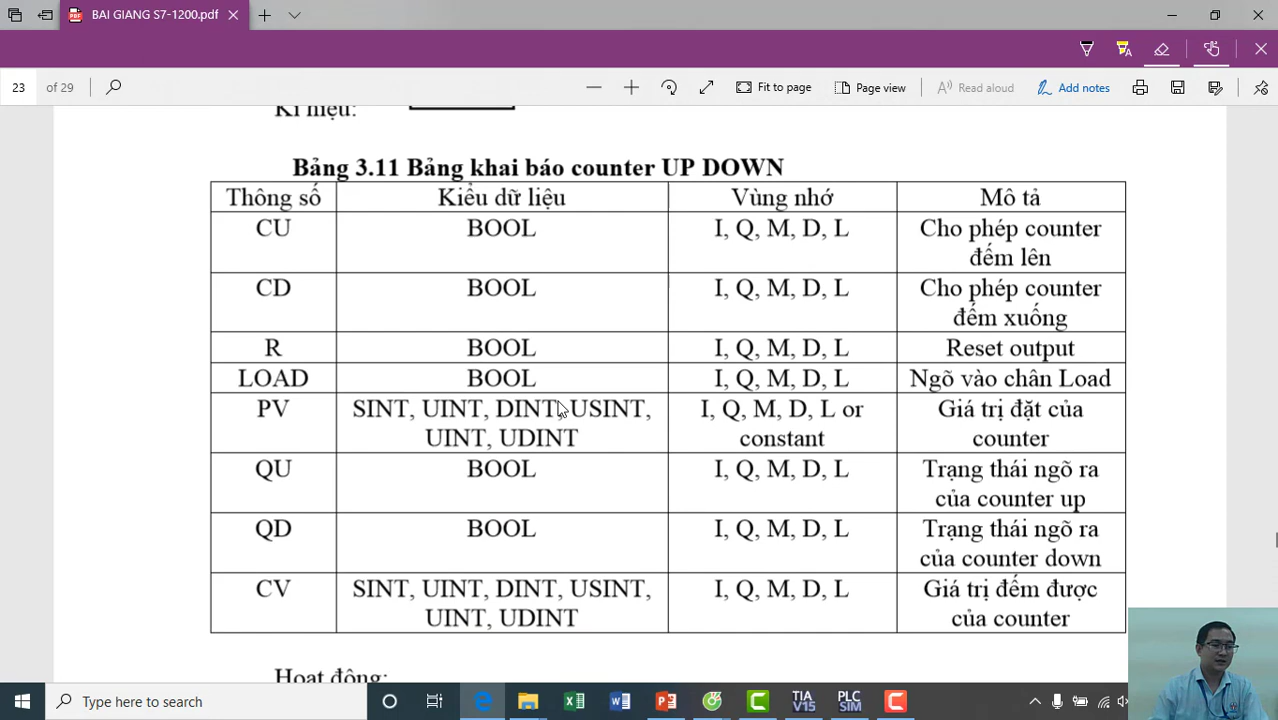 BAI GIANG S7-1200.pdf
23 of 29
Fit to page
Page view
Read aloud
Add notes
Kí hiệu:
Bảng 3.11 Bảng khai báo counter UP DOWN
Thông số Kiểu dữ liệu Vùng nhớ Mô tả
CU BOOL I, Q, M, D, L Cho phép counter
đếm lên
CD BOOL I, Q, M, D, L Cho phép counter
đếm xuống
R BOOL I, Q, M, D, L Reset output
LOAD BOOL I, Q, M, D, L Ngõ vào chân Load
PV SINT, UINT, DINT, USINT, I, Q, M, D, L or Giá trị đặt của
UINT, UDINT constant counter
QU BOOL I, Q, M, D, L Trạng thái ngõ ra
của counter up
QD BOOL I, Q, M, D, L Trạng thái ngõ ra
của counter down
CV SINT, UINT, DINT, USINT, I, Q, M, D, L Giá trị đếm được
UINT, UDINT của counter
Hoạt động:
Type here to search
TIA V15
PLC SIM